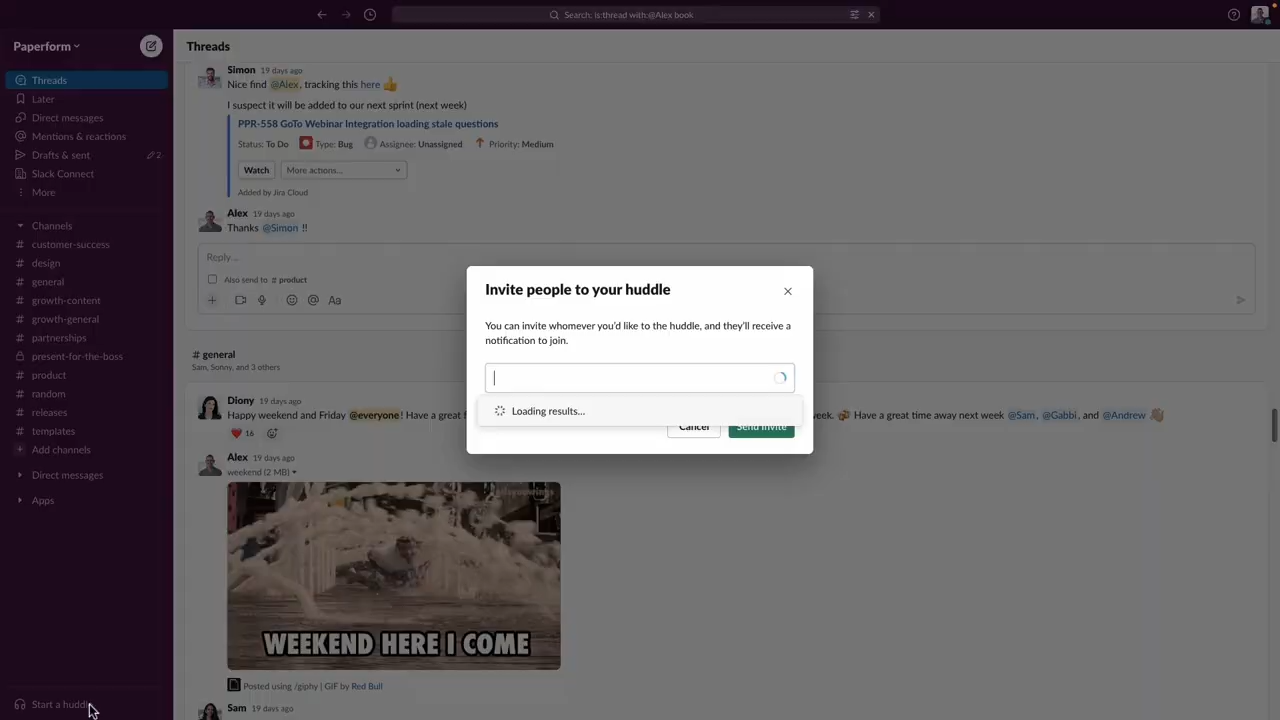 Search: is:thread with:@Alex book
Paperform
Threads
Later
Direct messages
Mentions & reactions
Drafts & sent
2
Slack Connect
More
Channels
# customer-success
# design
# general
# growth-content
# growth-general
# partnerships
present-for-the-boss
# product
# random
# releases
# templates
+ Add channels
Direct messages
Apps
Start a huddle
Threads
Simon 19 days ago
Nice find @Alex, tracking this here 👍
I suspect it will be added to our next sprint (next week)
PPR-558 GoTo Webinar Integration loading stale questions
Status: To Do Type: Bug Assignee: Unassigned Priority: Medium
Watch More actions...
Added by Jira Cloud
Alex 19 days ago
Thanks @Simon !!
Reply...
Also send to # product
+ @ Aa
# general
Sam, Sunny, and 3 others
Diony 19 days ago
Happy weekend and Friday @everyone! Have a great week. Have a great time away next week @Sam, @Gabbi, and @Andrew
❤️ 16
Alex 19 days ago
weekend (2 MB)
WEEKEND HERE I COME
Posted using /giphy | GIF by Red Bull
Sam 19 days ago
Invite people to your huddle
You can invite whomever you'd like to the huddle, and they'll receive a
notification to join.
Loading results...
Cancel Send Invite